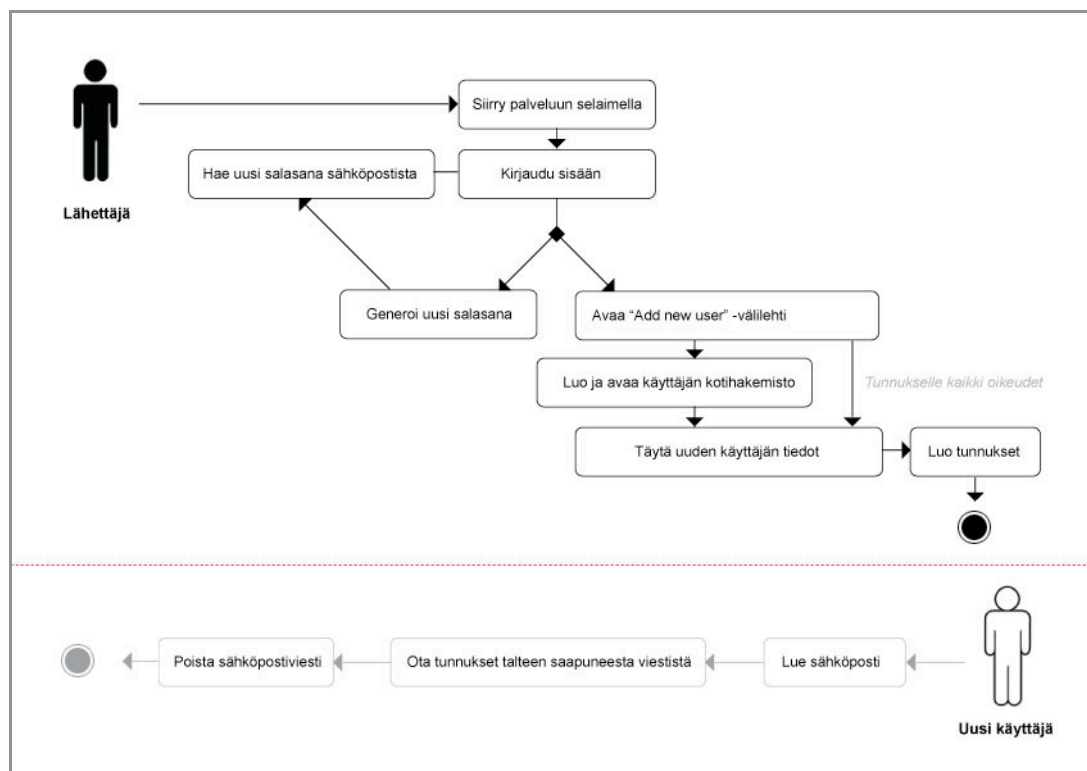 Siirry palveluun selaimella
Hae uusi salasana sähköpostista
Kirjaudu sisään
Lähettäjä
Generoi uusi salasana
Avaa “Add new user” -välilehti
Luo ja avaa käyttäjän kotihakemisto
Tunnukselle kaikki oikeudet
Täytä uuden käyttäjän tiedot
Luo tunnukset
Poista sähköpostiviesti
Ota tunnukset talteen saapuneesta viestistä
Lue sähköposti
Uusi käyttäjä